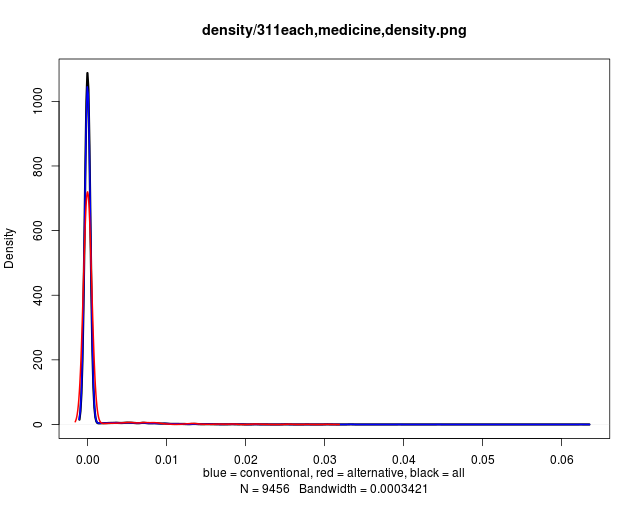 density/311each,medicine,density.png
Density
0
200
400
600
800
1000
0.00 0.01 0.02 0.03 0.04 0.05 0.06
blue = conventional, red = alternative, black = all
N = 9456 Bandwidth = 0.0003421